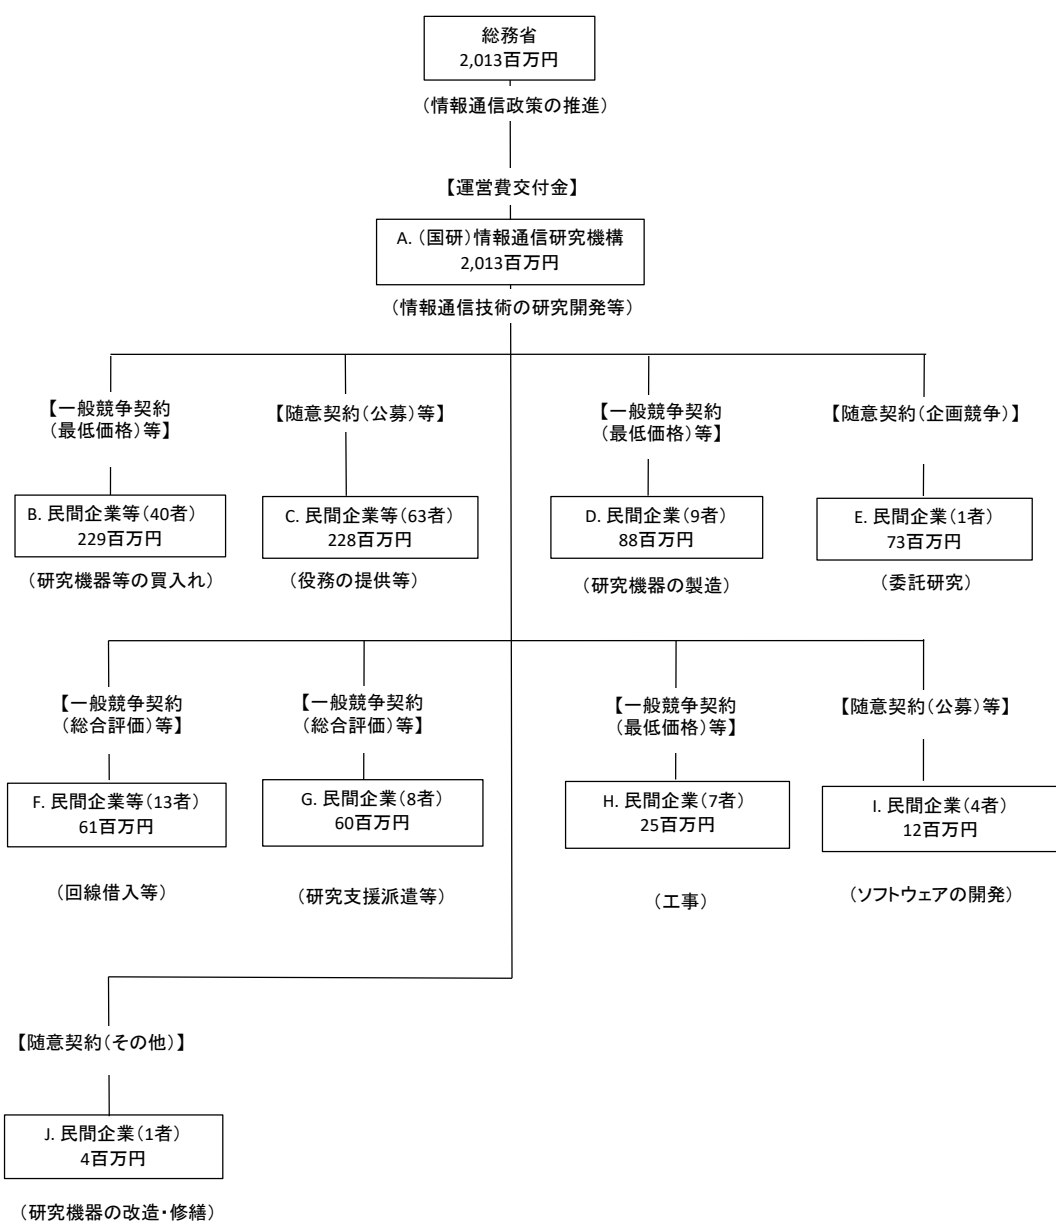 総務省
2,013百万円
（情報通信政策の推進）
【運営費交付金】
A.（国研）情報通信研究機構
2,013百万円
（情報通信技術の研究開発等）
【一般競争契約
（最低価格）等】
【随意契約（公募）等】
【一般競争契約
（最低価格）等】
【随意契約（企画競争）】
B. 民間企業等（40者）
229百万円
C. 民間企業等（63者）
228百万円
D. 民間企業（9者）
88百万円
E. 民間企業（1者）
73百万円
（研究機器等の買入れ）
（役務の提供等）
（研究機器の製造）
（委託研究）
【一般競争契約
（総合評価）等】
【一般競争契約
（総合評価）等】
【一般競争契約
（最低価格）等】
【随意契約（公募）等】
F. 民間企業等（13者）
61百万円
G. 民間企業（8者）
60百万円
H. 民間企業（7者）
25百万円
I. 民間企業（4者）
12百万円
（回線借入等）
（研究支援派遣等）
（工事）
（ソフトウェアの開発）
【随意契約（その他）】
J. 民間企業（1者）
4百万円
（研究機器の改造・修繕）